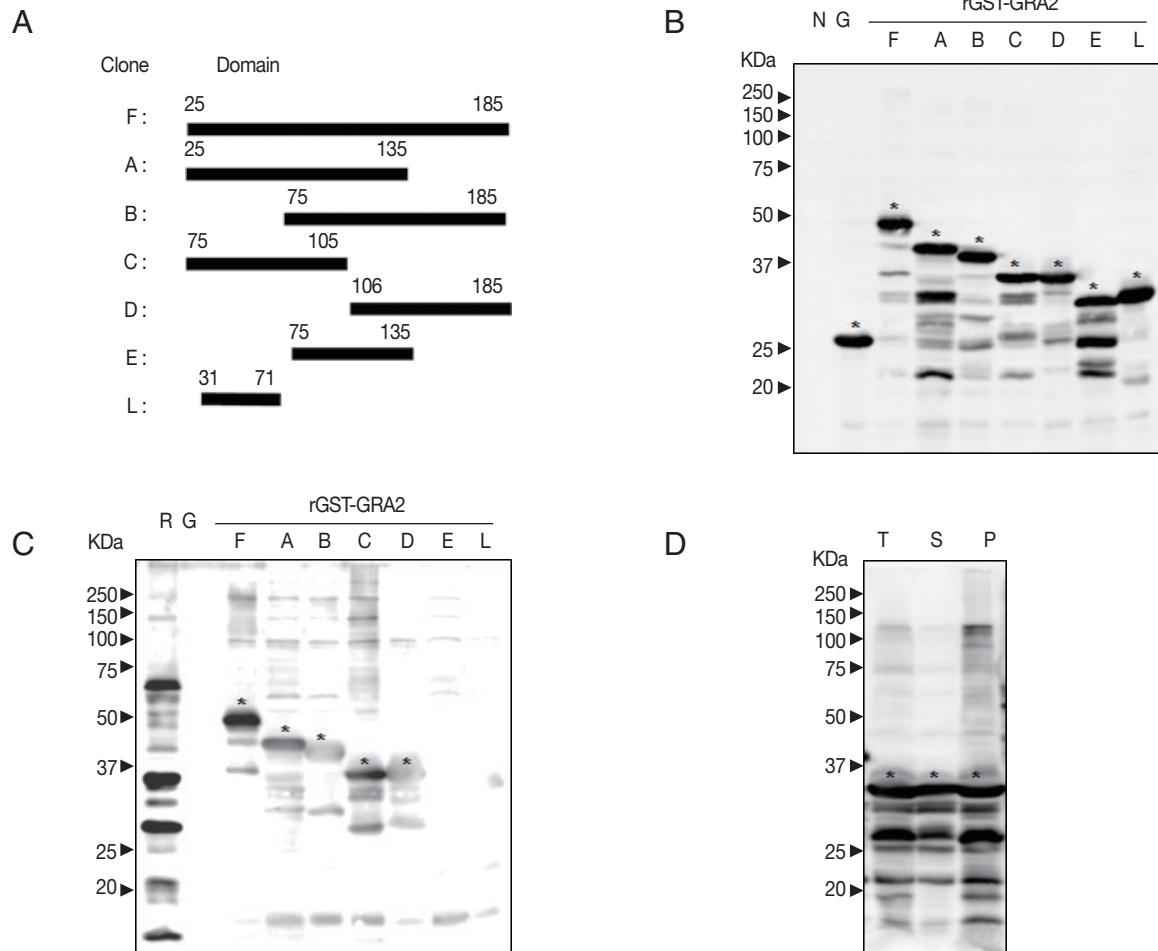 A
Clone Domain
25 185
F :
25 135
A :
75 185
B :
75 105
C :
106 185
D :
75 135
E :
31 71
L :
B
rGST-GRA2
N G
F A B C D E L
KDa
250
150
100
75
50
37
25
20
* * * * * * * *
C
rGST-GRA2
R G
KDa F A B C D E L
250
150
100
75
50
37
25
20
* * * * *
D
T S P
KDa
250
150
100
75
50
37
25
20
* * *